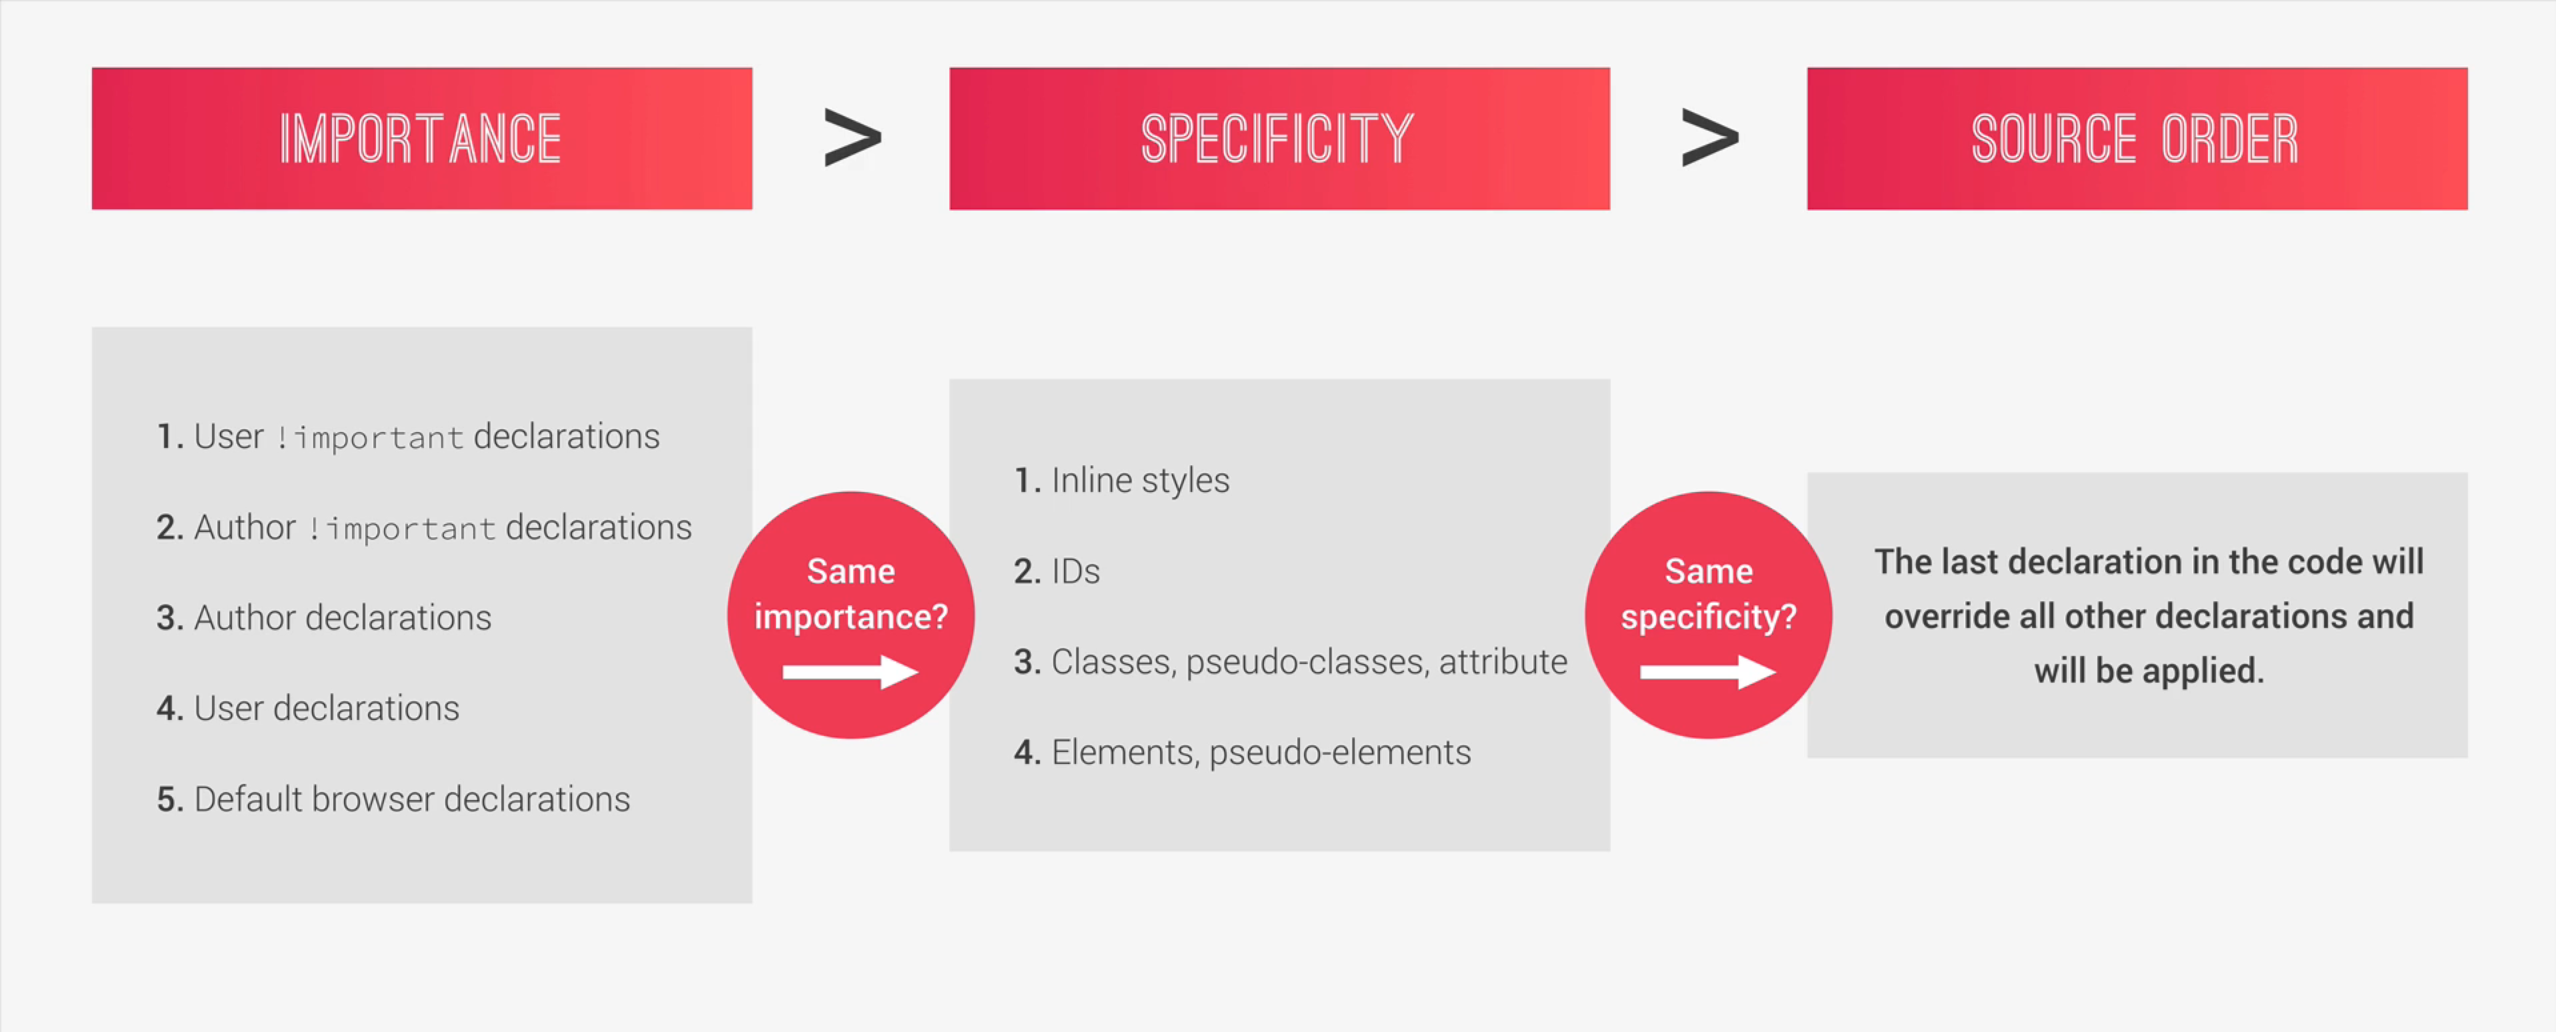 IMPORTANCE
>
SPECIFICITY
>
SOURCE ORDER
1. User !important declarations
2. Author !important declarations
3. Author declarations
4. User declarations
5. Default browser declarations
Same
importance?
1. Inline styles
2. IDs
3. Classes, pseudo-classes, attribute
4. Elements, pseudo-elements
Same
specificity?
The last declaration in the code will
override all other declarations and
will be applied.